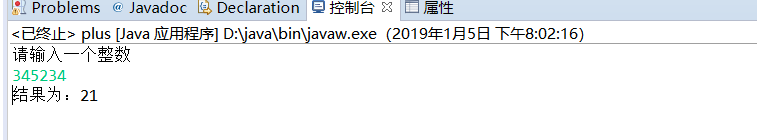 Problems @ Javadoc Declaration 控制台 属性
<已终止> plus [Java 应用程序] D:\java\bin\javaw.exe（2019年1月5日 下午8:02:16）
请输入一个整数
345234
结果为：21